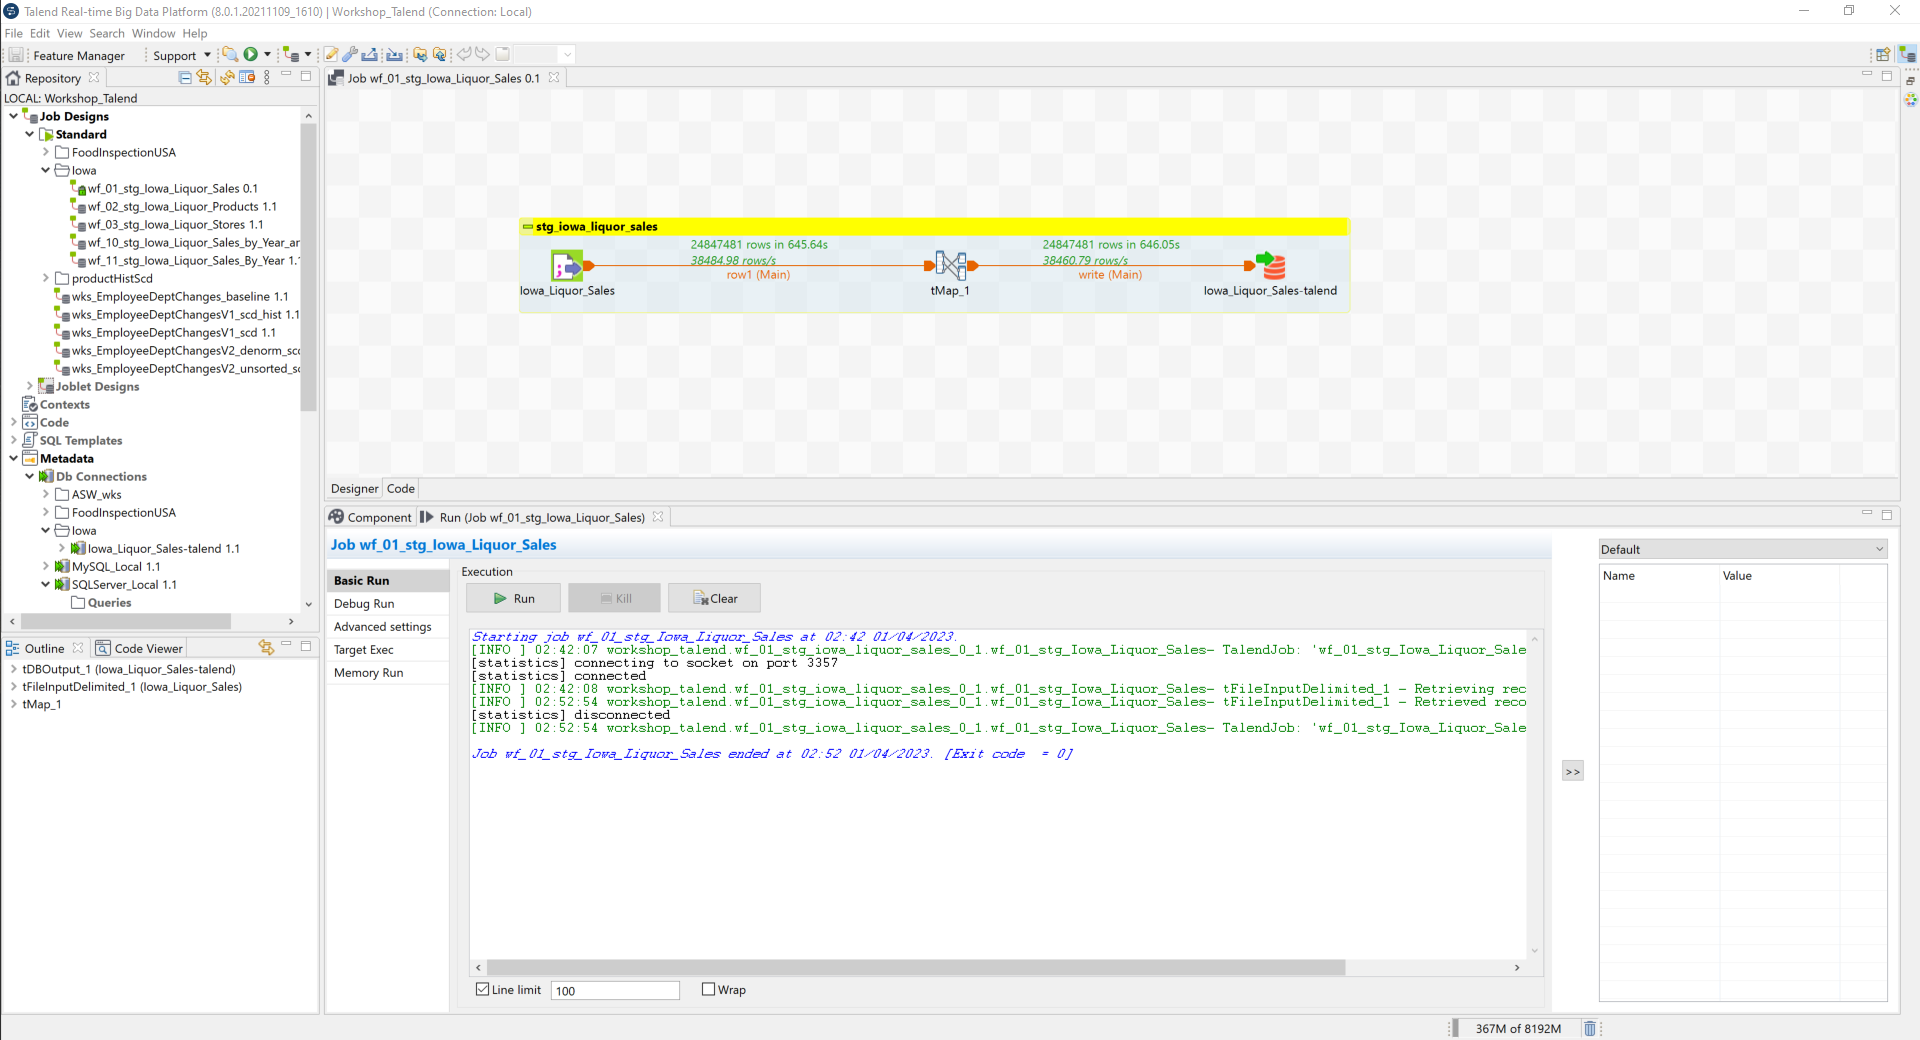 Talend Real-time Big Data Platform (8.0.1.20211109_1610) | Workshop_Talend (Connection: Local)
File Edit View Search Window Help
Feature Manager Support
Repository
LOCAL: Workshop_Talend
Job Designs
Standard
FoodInspectionUSA
Iowa
wf_01_stg_Iowa_Liquor_Sales 0.1
wf_02_stg_Iowa_Liquor_Products 1.1
wf_03_stg_Iowa_Liquor_Stores 1.1
wf_10_stg_Iowa_Liquor_Sales_by_Year_ar
wf_11_stg_Iowa_Liquor_Sales_By_Year 1.1
productHistScd
wks_EmployeeDeptChanges_baseline 1.1
wks_EmployeeDeptChangesV1_scd_hist 1.1
wks_EmployeeDeptChangesV1_scd 1.1
wks_EmployeeDeptChangesV2_denorm_scd
wks_EmployeeDeptChangesV2_unsorted_sc
Joblet Designs
Contexts
Code
SQL Templates
Metadata
Db Connections
ASW_wks
FoodInspectionUSA
Iowa
Iowa_Liquor_Sales-talend 1.1
MySQL_Local 1.1
SQLServer_Local 1.1
Queries
Outline Code Viewer
tDBOutput_1 (Iowa_Liquor_Sales-talend)
tFileInputDelimited_1 (Iowa_Liquor_Sales)
tMap_1
Job wf_01_stg_Iowa_Liquor_Sales 0.1
stg_iowa_liquor_sales
24847481 rows in 645.64s
38484.98 rows/s
row1 (Main)
24847481 rows in 646.05s
38460.79 rows/s
write (Main)
Iowa_Liquor_Sales
tMap_1
Iowa_Liquor_Sales-talend
Designer Code
Component Run (Job wf_01_stg_Iowa_Liquor_Sales)
Job wf_01_stg_Iowa_Liquor_Sales
Basic Run
Debug Run
Advanced settings
Target Exec
Memory Run
Execution
Run Kill Clear
Starting job wf_01_stg_Iowa_Liquor_Sales at 02:42 01/04/2023.
[INFO ] 02:42:07 workshop_talend.wf_01_stg_iowa_liquor_sales_0_1.wf_01_stg_Iowa_Liquor_Sales- TalendJob: 'wf_01_stg_Iowa_Liquor_Sale
[statistics] connecting to socket on port 3357
[statistics] connected
[INFO ] 02:42:08 workshop_talend.wf_01_stg_iowa_liquor_sales_0_1.wf_01_stg_Iowa_Liquor_Sales- tFileInputDelimited_1 - Retrieving rec
[INFO ] 02:52:54 workshop_talend.wf_01_stg_iowa_liquor_sales_0_1.wf_01_stg_Iowa_Liquor_Sales- tFileInputDelimited_1 - Retrieved reco
[statistics] disconnected
[INFO ] 02:52:54 workshop_talend.wf_01_stg_iowa_liquor_sales_0_1.wf_01_stg_Iowa_Liquor_Sales- TalendJob: 'wf_01_stg_Iowa_Liquor_Sale
Job wf_01_stg_Iowa_Liquor_Sales ended at 02:52 01/04/2023. [Exit code  = 0]
Line limit 100 Wrap
>>
Default
Name Value
367M of 8192M